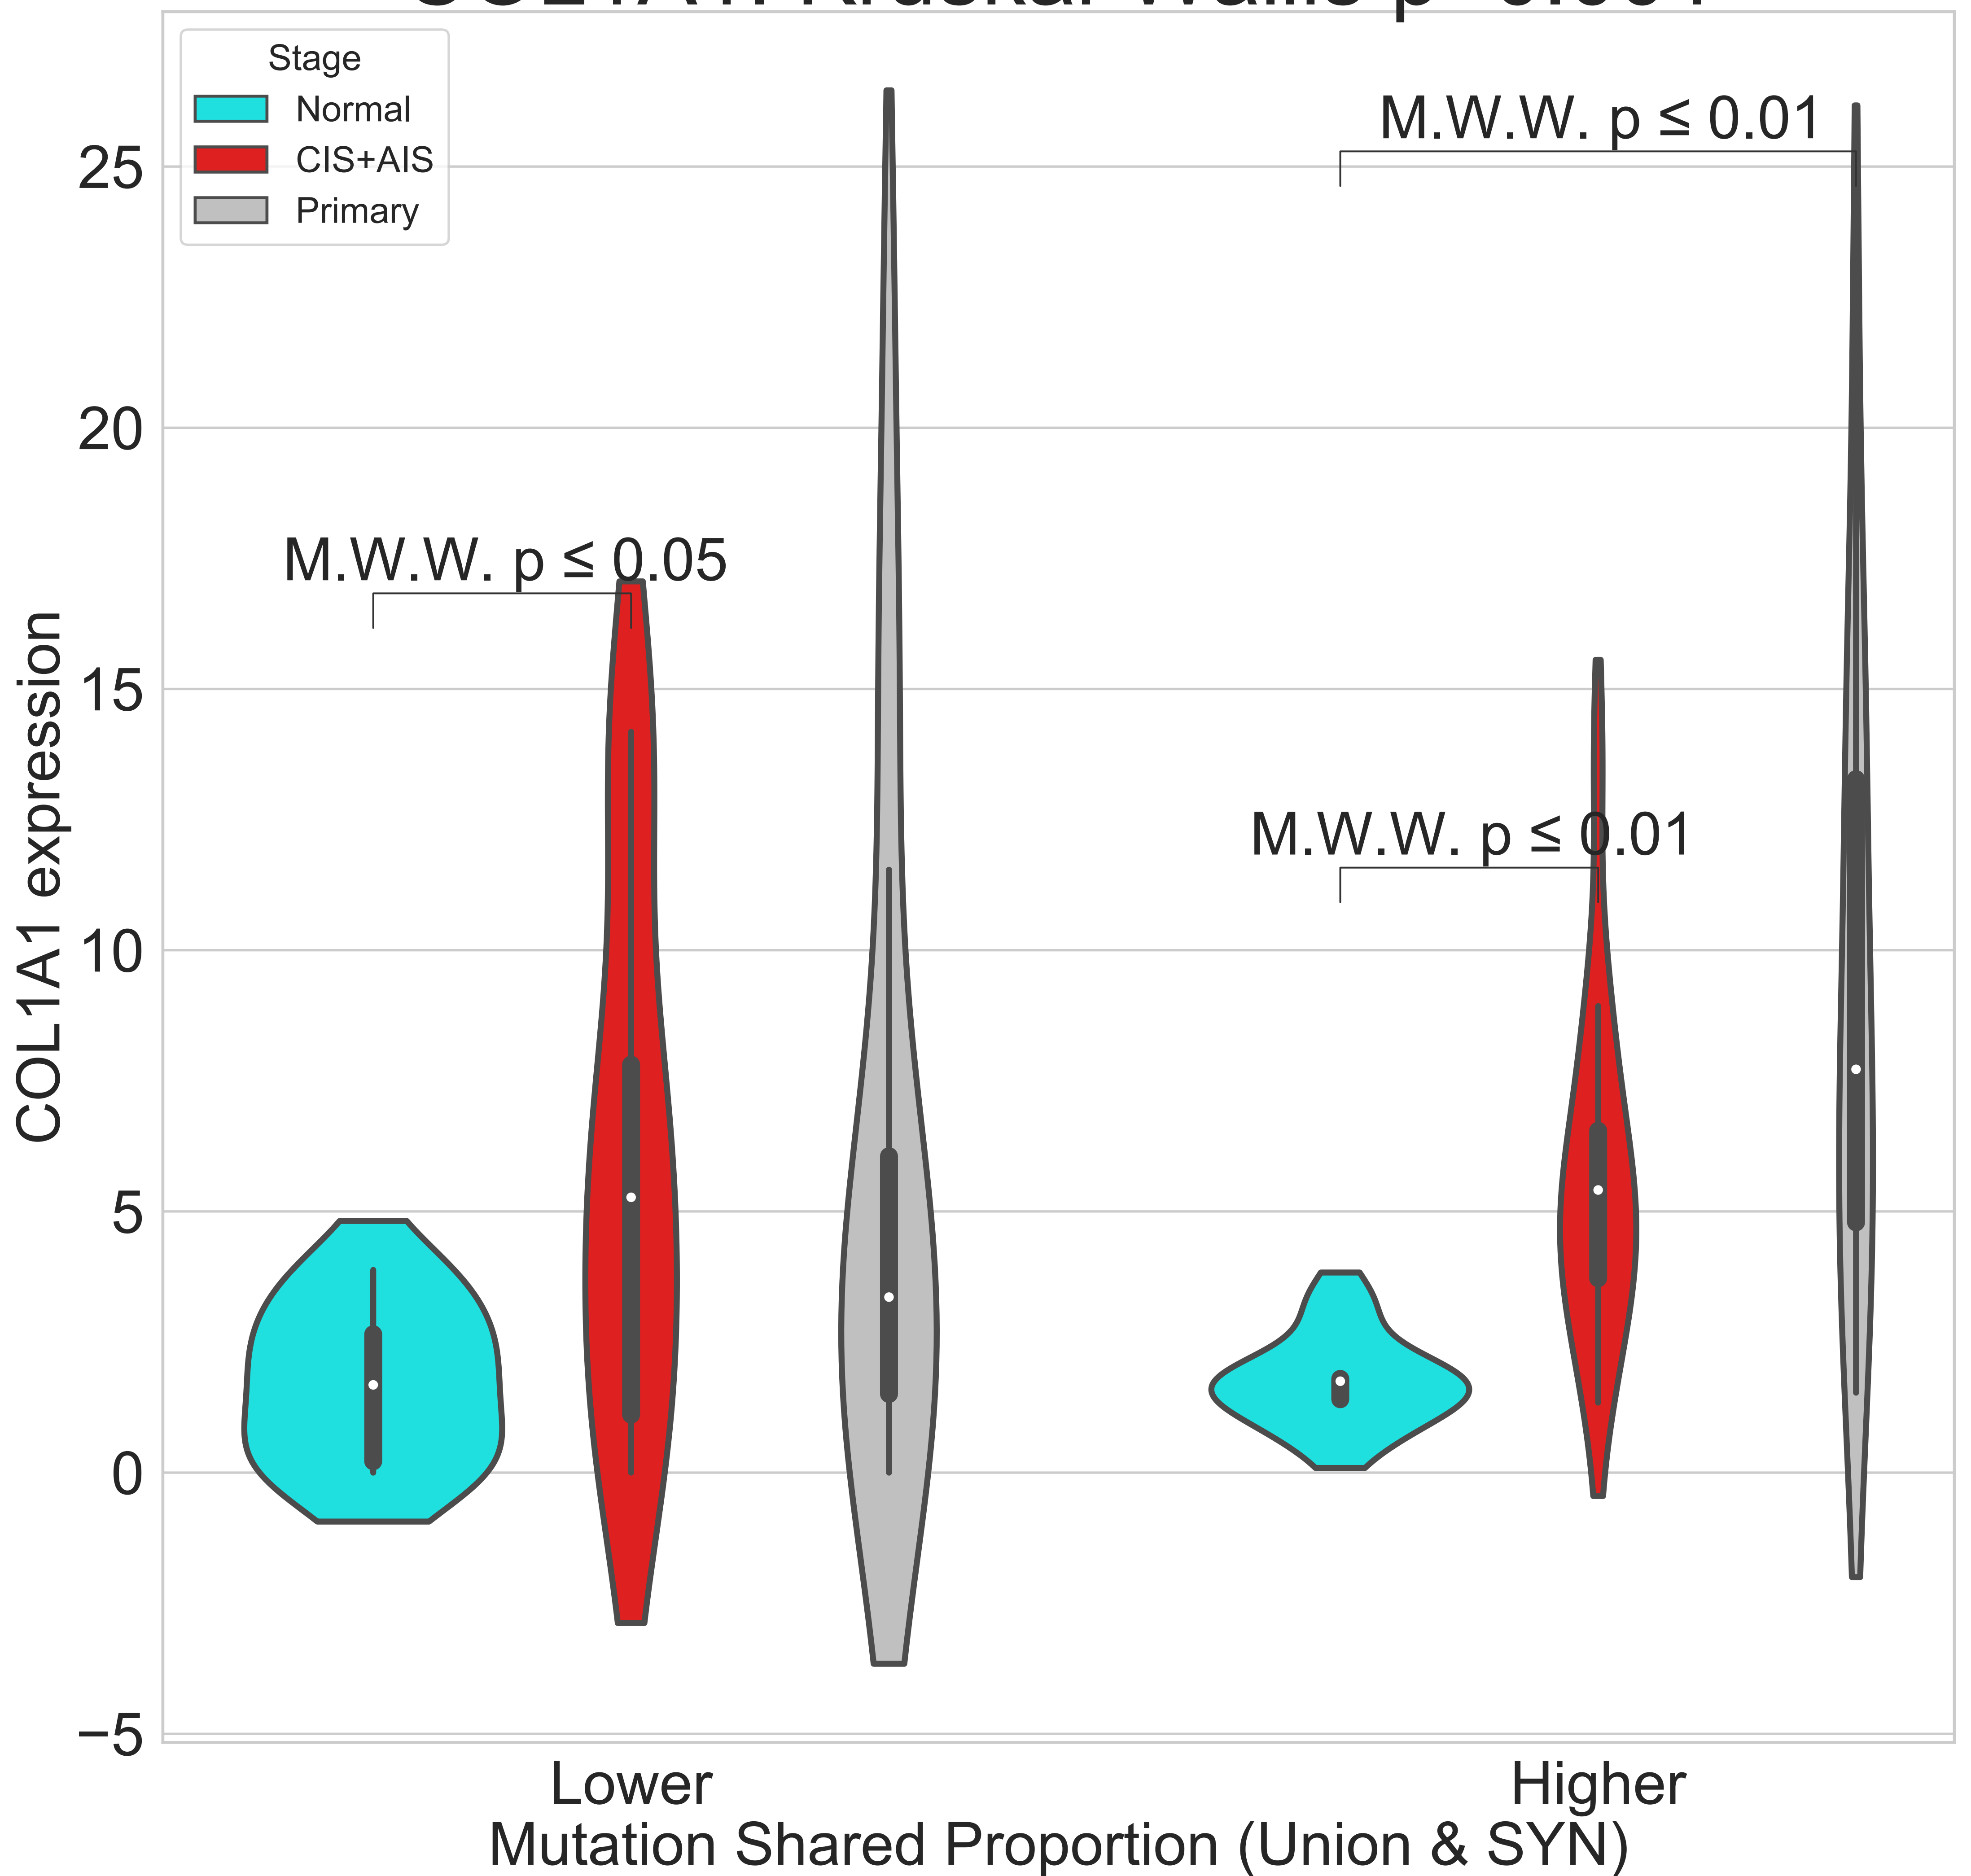 Stage
Normal
CIS+AIS
Primary
M.W.W. p ≤ 0.01
M.W.W. p ≤ 0.05
M.W.W. p ≤ 0.01
25
20
15
10
5
0
−5
COL1A1 expression
Lower
Higher
Mutation Shared Proportion (Union & SYN)